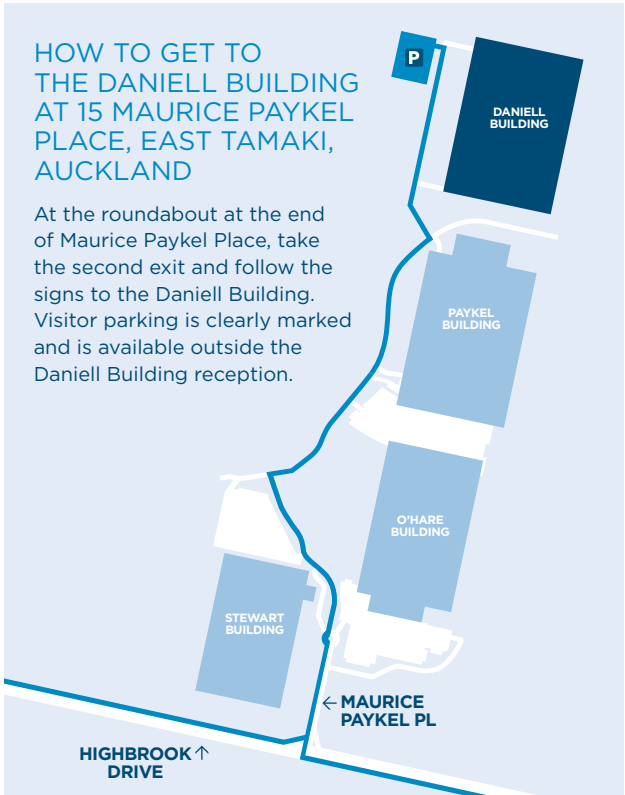 HOW TO GET TO
THE DANIELL BUILDING
AT 15 MAURICE PAYKEL
PLACE, EAST TAMAKI,
AUCKLAND
At the roundabout at the end
of Maurice Paykel Place, take
the second exit and follow the
signs to the Daniell Building.
Visitor parking is clearly marked
and is available outside the
Daniell Building reception.
P
DANIELL
BUILDING
PAYKEL
BUILDING
O'HARE
BUILDING
STEWART
BUILDING
← MAURICE
PAYKEL PL
HIGHBROOK ↑
DRIVE